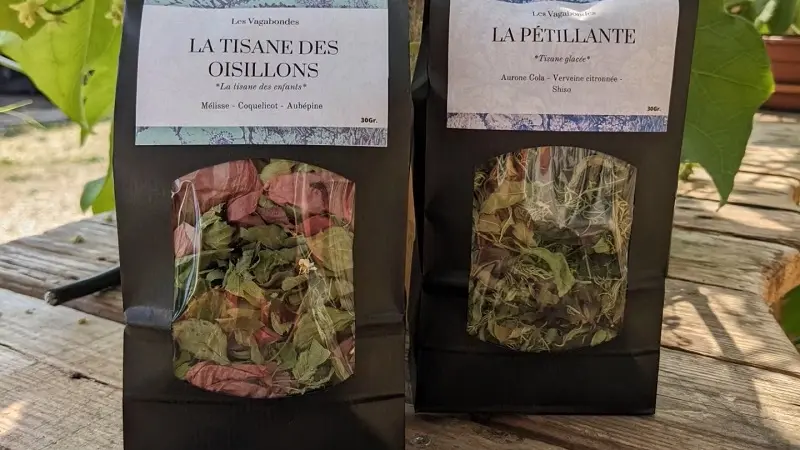 Les Vagabondes
LA TISANE DES
OISILLONS
*La tisane des enfants*
Mélisse - Coquelicot - Aubépine
30Gr.
Les Vagabondes
LA PÉTILLANTE
*Tisane glacée*
Aurone Cola - Verveine citronnée -
Shiso
30Gr.